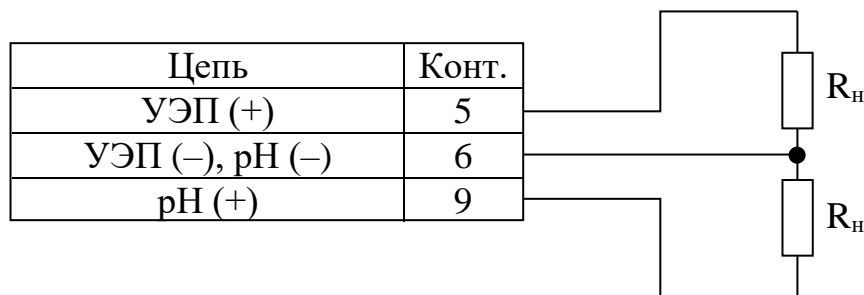 Цепь Конт.
УЭП (+) 5
УЭП (–), pH (–) 6
pH (+) 9
Rн
Rн